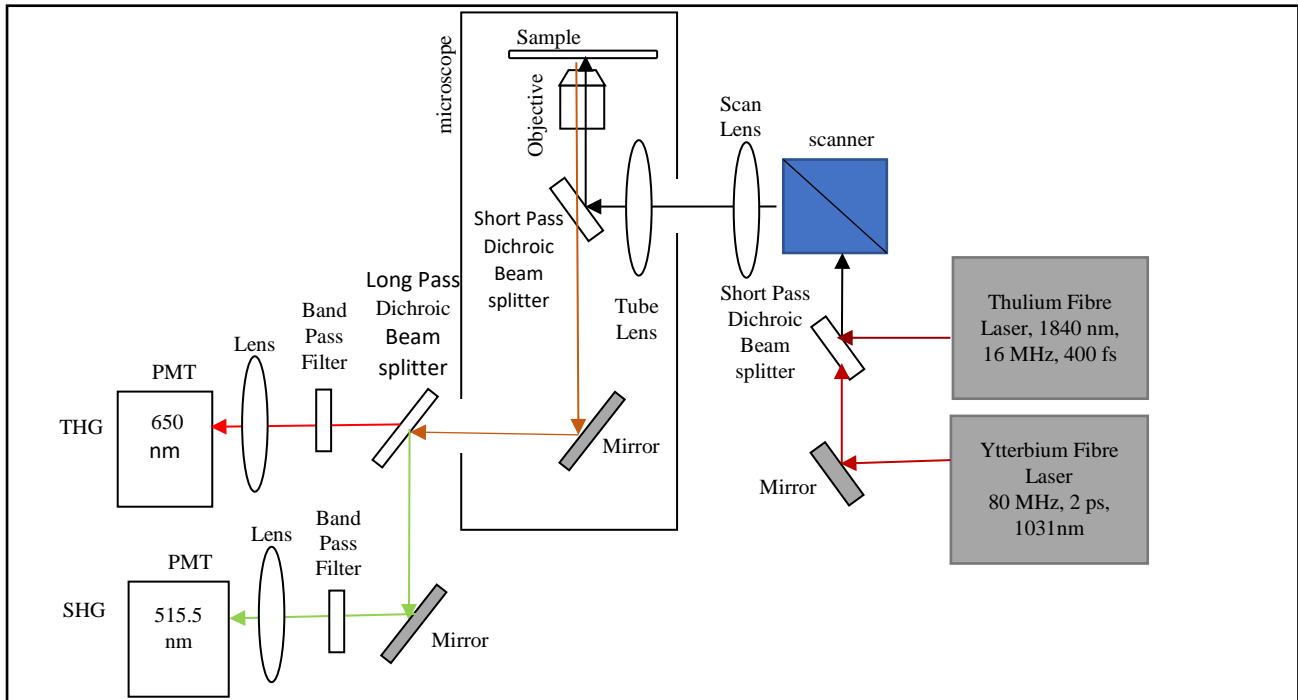 microscope
Sample
Objective
Scan
Lens
scanner
Short Pass
Dichroic
Beam
splitter
Tube
Lens
Short Pass
Dichroic
Beam
splitter
Thulium Fibre
Laser, 1840 nm,
16 MHz, 400 fs
Long Pass
Dichroic
Beam
splitter
Band
Pass
Filter
Lens
PMT
THG
650
nm
Mirror
Mirror
Ytterbium Fibre
Laser
80 MHz, 2 ps,
1031nm
Band
Pass
Filter
Lens
PMT
SHG
515.5
nm
Mirror